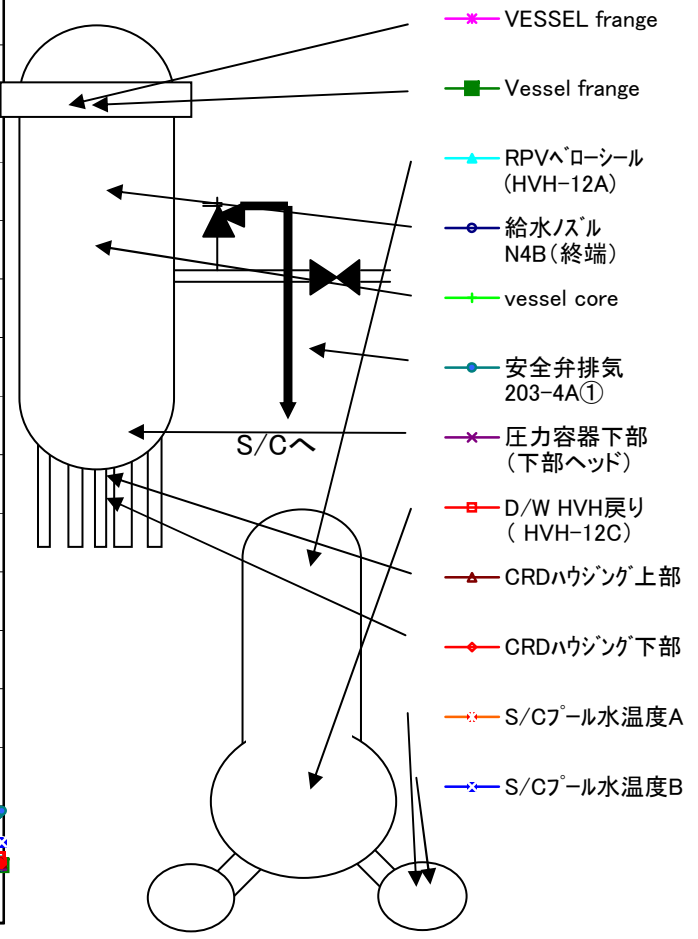 VESSEL frange
Vessel frange
RPVベローシール
(HVH-12A)
給水ノズル
N4B(終端)
vessel core
安全弁排気
203-4A①
圧力容器下部
(下部ヘッド)
D/W HVH戻り
( HVH-12C)
CRDハウジング上部
CRDハウジング下部
S/Cプール水温度A
S/Cプール水温度B
S/Cへ